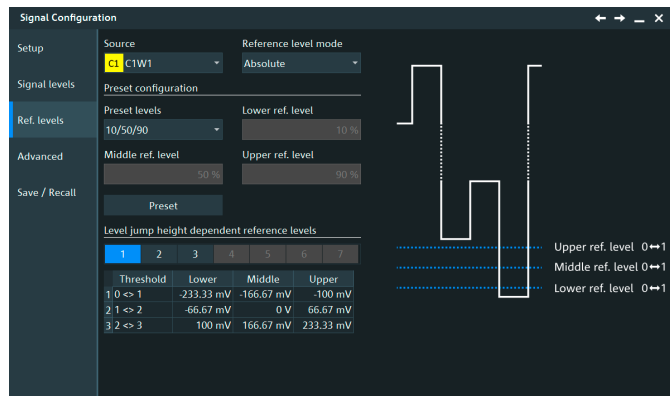 Signal Configuration
Setup
Signal levels
Ref. levels
Advanced
Save / Recall
Source Reference level mode
C1 C1W1 Absolute
Preset configuration
Preset levels Lower ref. level
10/50/90 10 %
Middle ref. level Upper ref. level
50 % 90 %
Preset
Level jump height dependent reference levels
1 2 3 4 5 6 7
Threshold Lower Middle Upper
1 0 <> 1 -233.33 mV -166.67 mV -100 mV
2 1 <> 2 -66.67 mV 0 V 66.67 mV
3 2 <> 3 100 mV 166.67 mV 233.33 mV
Upper ref. level 0↔1
Middle ref. level 0↔1
Lower ref. level 0↔1